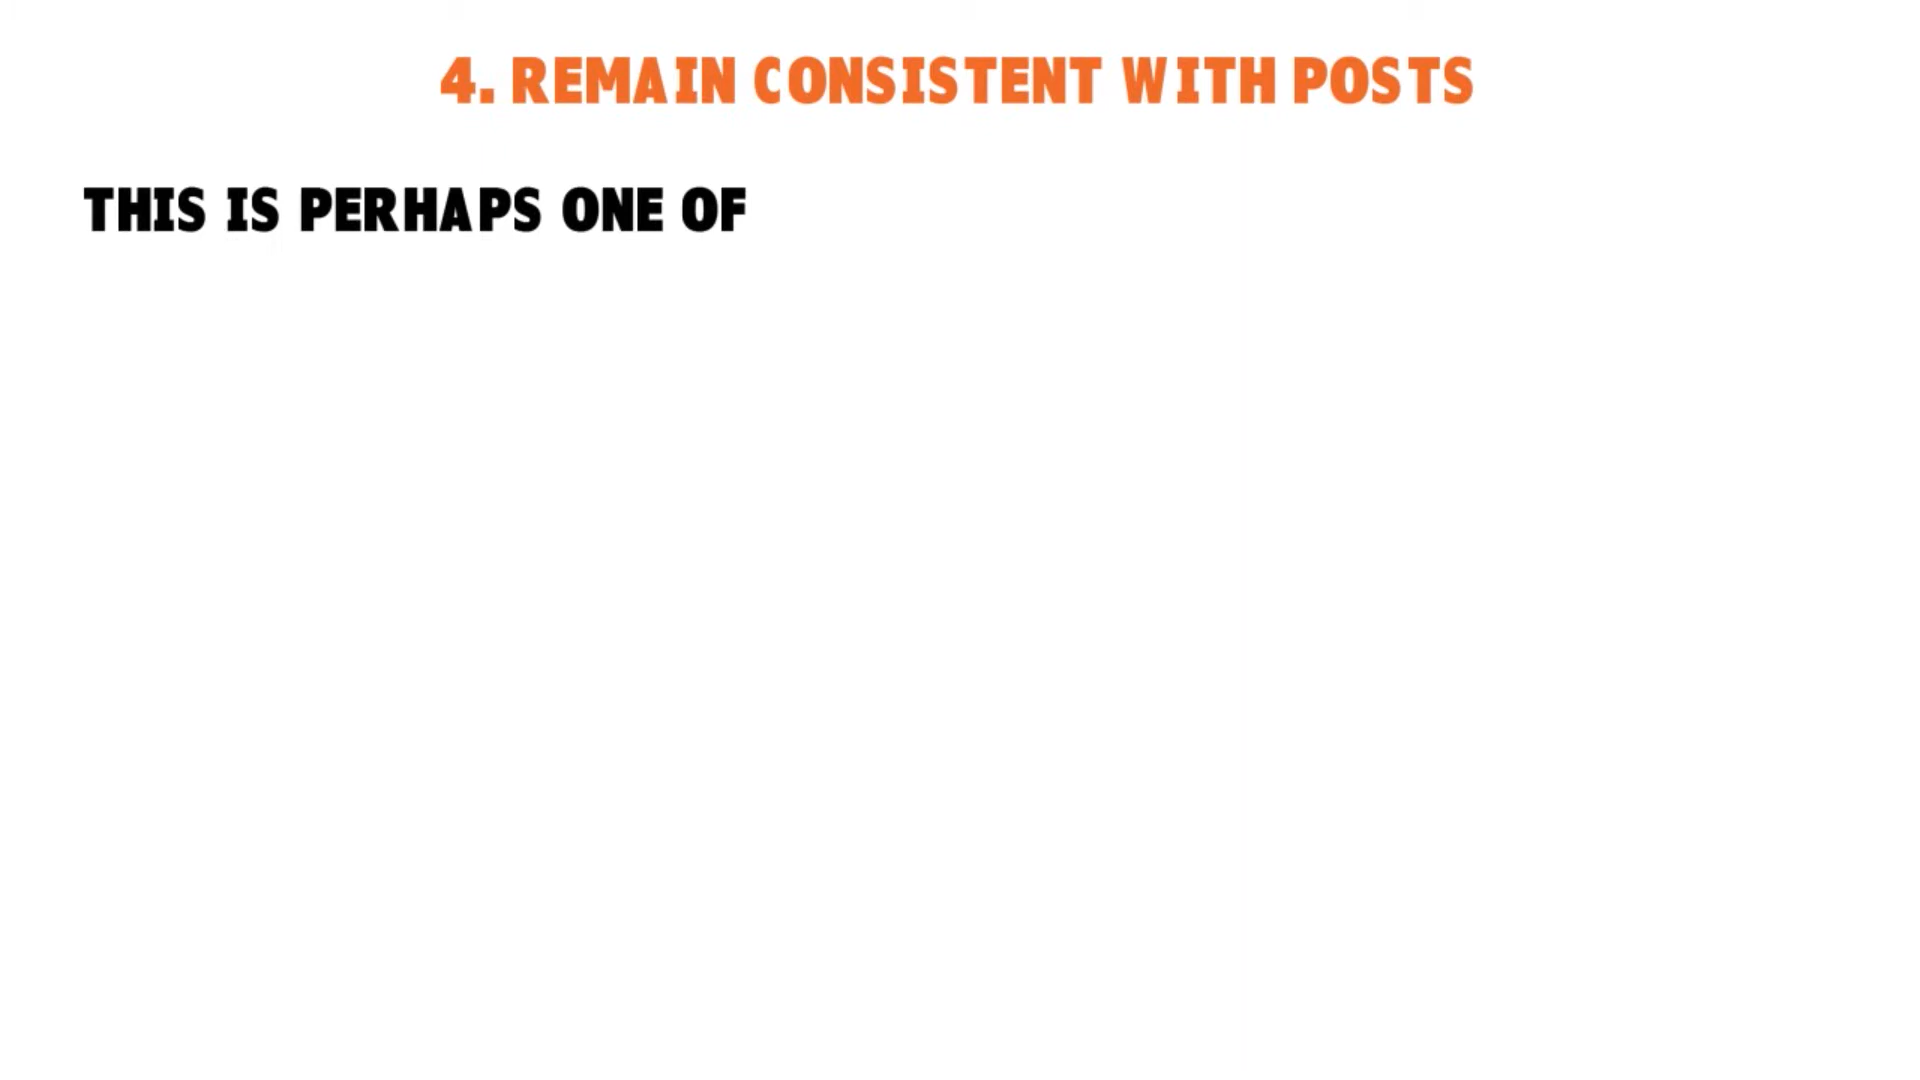 4. REMAIN CONSISTENT WITH POSTS
THIS IS PERHAPS ONE OF